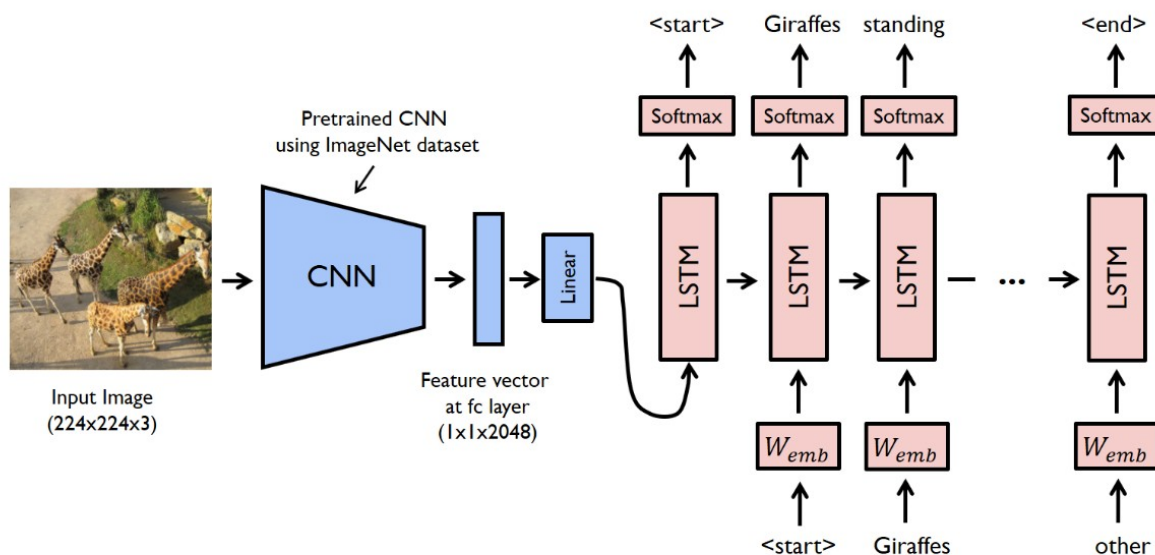 <start> Giraffes standing <end>
Softmax Softmax Softmax Softmax
Pretrained CNN
using ImageNet dataset
CNN
Linear
LSTM LSTM LSTM ... LSTM
Input Image
(224x224x3)
Feature vector
at fc layer
(1x1x2048)
W_emb W_emb W_emb
<start> Giraffes other